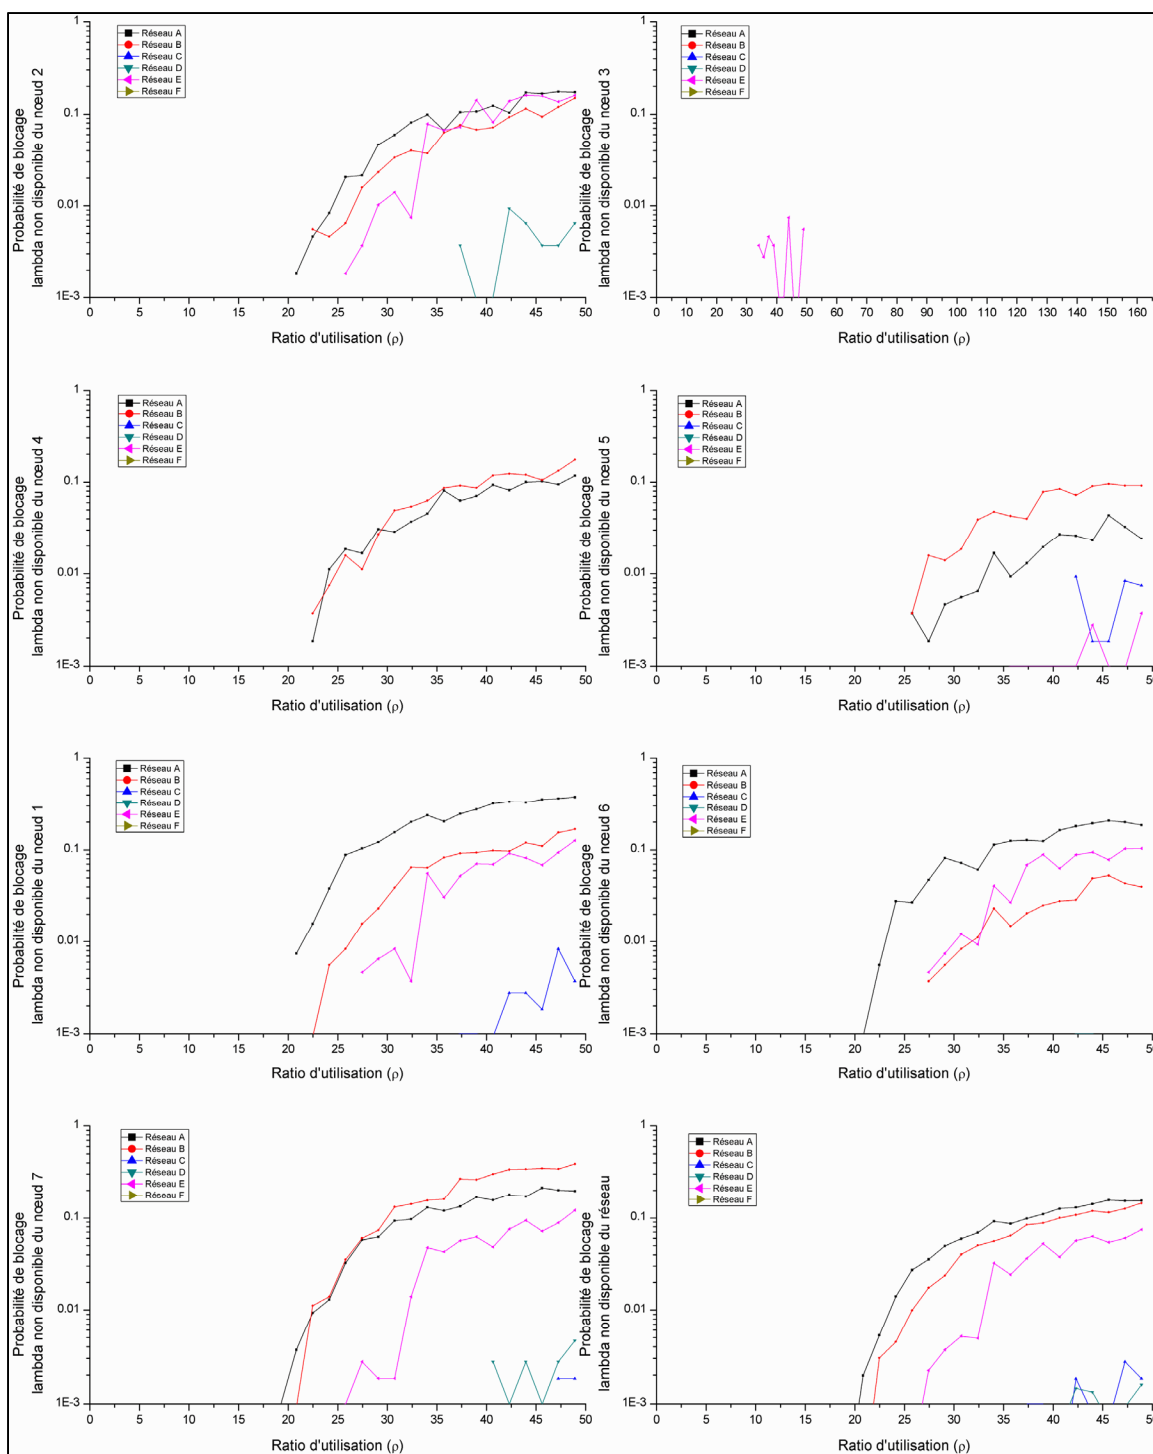 Probabilité de blocage
lambda non disponible du nœud 2
1
0.1
0.01
1E-3
Réseau A
Réseau B
Réseau C
Réseau D
Réseau E
Réseau F
0 5 10 15 20 25 30 35 40 45 50
Ratio d'utilisation (ρ)
Probabilité de blocage
lambda non disponible du nœud 3
1
0.1
0.01
1E-3
Réseau A
Réseau B
Réseau C
Réseau D
Réseau E
Réseau F
0 10 20 30 40 50 60 70 80 90 100 110 120 130 140 150 160
Ratio d'utilisation (ρ)
Probabilité de blocage
lambda non disponible du nœud 4
1
0.1
0.01
1E-3
Réseau A
Réseau B
Réseau C
Réseau D
Réseau E
Réseau F
0 5 10 15 20 25 30 35 40 45 50
Ratio d'utilisation (ρ)
Probabilité de blocage
lambda non disponible du nœud 5
1
0.1
0.01
1E-3
Réseau A
Réseau B
Réseau C
Réseau D
Réseau E
Réseau F
0 5 10 15 20 25 30 35 40 45
Ratio d'utilisation (ρ)
Probabilité de blocage
lambda non disponible du nœud 1
1
0.1
0.01
1E-3
Réseau A
Réseau B
Réseau C
Réseau D
Réseau E
Réseau F
0 5 10 15 20 25 30 35 40 45 50
Ratio d'utilisation (ρ)
Probabilité de blocage
lambda non disponible du nœud 6
1
0.1
0.01
1E-3
Réseau A
Réseau B
Réseau C
Réseau D
Réseau E
Réseau F
0 5 10 15 20 25 30 35 40 45
Ratio d'utilisation (ρ)
Probabilité de blocage
lambda non disponible du nœud 7
1
0.1
0.01
1E-3
Réseau A
Réseau B
Réseau C
Réseau D
Réseau E
Réseau F
0 5 10 15 20 25 30 35 40 45 50
Ratio d'utilisation (ρ)
Probabilité de blocage
lambda non disponible du réseau
1
0.1
0.01
1E-3
Réseau A
Réseau B
Réseau C
Réseau D
Réseau E
Réseau F
0 5 10 15 20 25 30 35 40 45
Ratio d'utilisation (ρ)